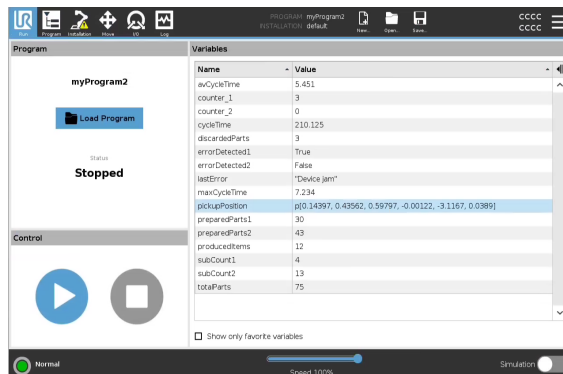 UR
PROGRAM myProgram2
INSTALLATION default
CCCC
CCCC
Run
Program
Installation
Move
I/O
Log
New...
Open...
Save...
Program
Variables
myProgram2
Load Program
Status
Stopped
Control
Name Value
avCycleTime 5.451
counter_1 3
counter_2 0
cycleTime 210.125
discardedParts 3
errorDetected1 True
errorDetected2 False
lastError "Device jam"
maxCycleTime 7.234
pickupPosition p[0.14397, 0.43562, 0.59797, -0.00122, -3.1167, 0.0389]
preparedParts1 30
preparedParts2 43
producedItems 12
subCount1 4
subCount2 13
totalParts 75
Show only favorite variables
Normal
Speed 100%
Simulation